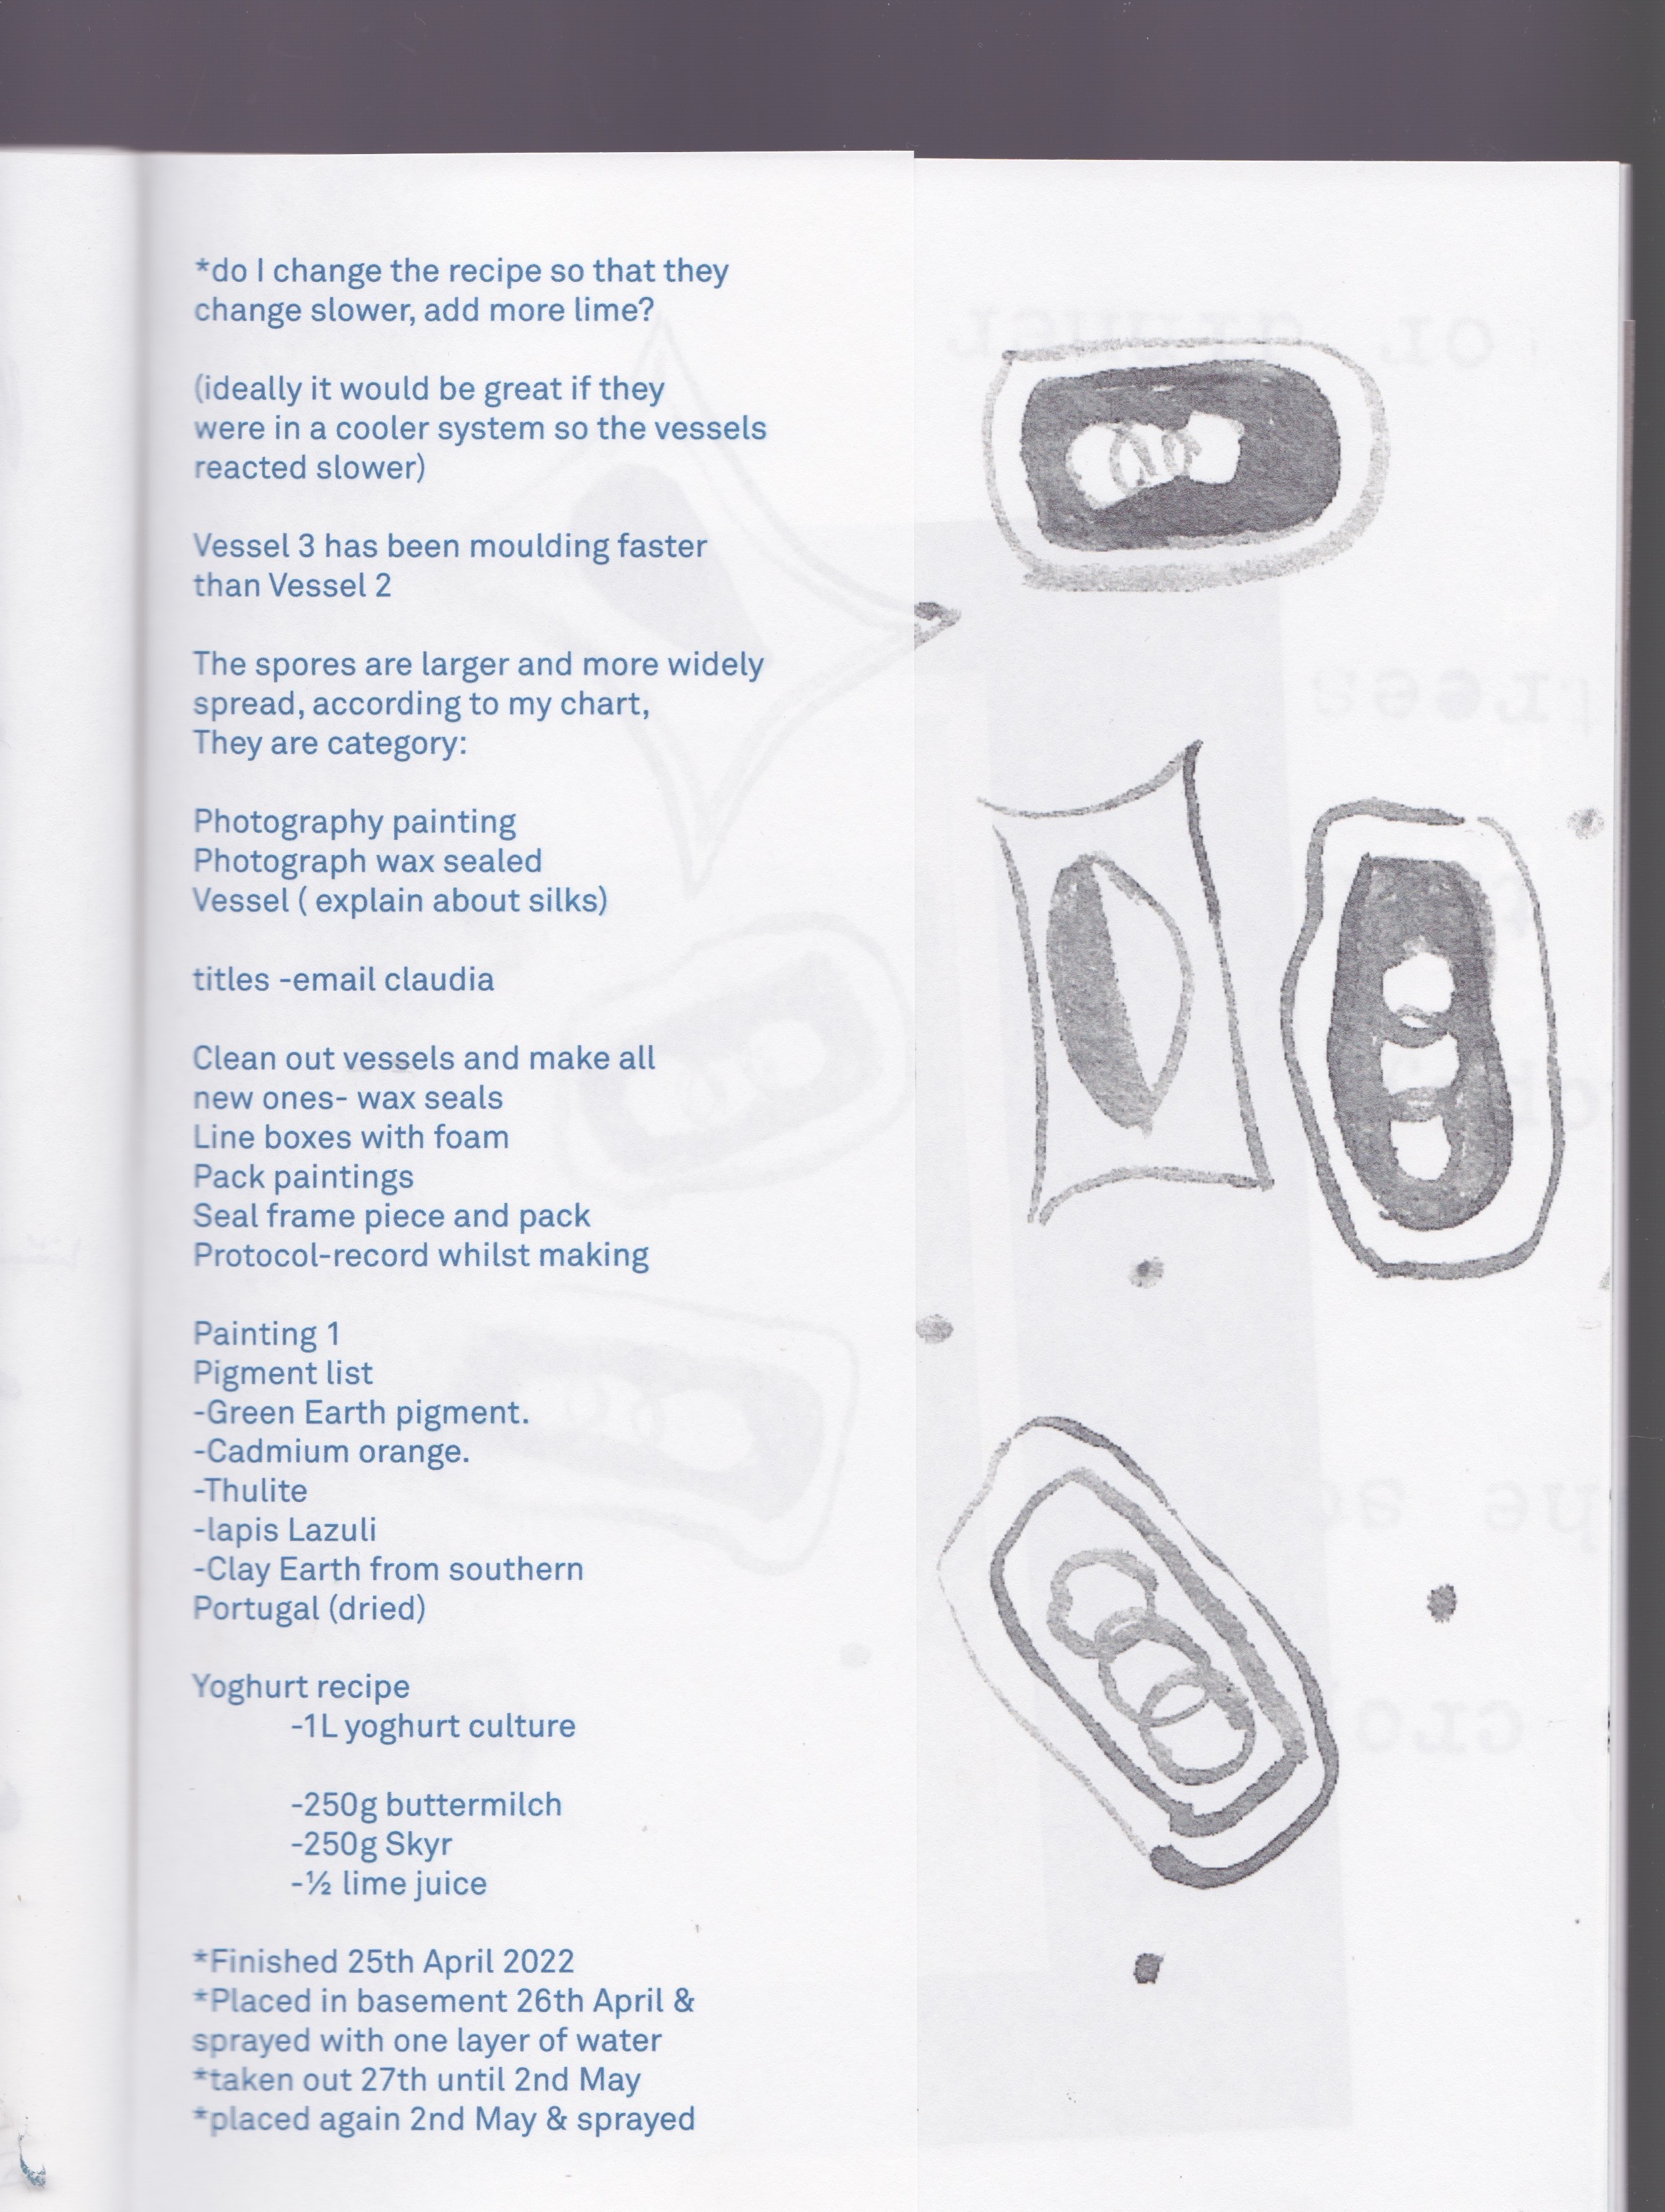 *do I change the recipe so that they
change slower, add more lime?
(ideally it would be great if they
were in a cooler system so the vessels
reacted slower)
Vessel 3 has been moulding faster
than Vessel 2
The spores are larger and more widely
spread, according to my chart,
They are category:
Photography painting
Photograph wax sealed
Vessel ( explain about silks)
titles -email claudia
Clean out vessels and make all
new ones- wax seals
Line boxes with foam
Pack paintings
Seal frame piece and pack
Protocol-record whilst making
Painting 1
Pigment list
-Green Earth pigment.
-Cadmium orange.
-Thulite
-lapis Lazuli
-Clay Earth from southern
Portugal (dried)
Yoghurt recipe
-1L yoghurt culture
-250g buttermilch
-250g Skyr
-½ lime juice
*Finished 25th April 2022
*Placed in basement 26th April &
sprayed with one layer of water
*taken out 27th until 2nd May
*placed again 2nd May & sprayed